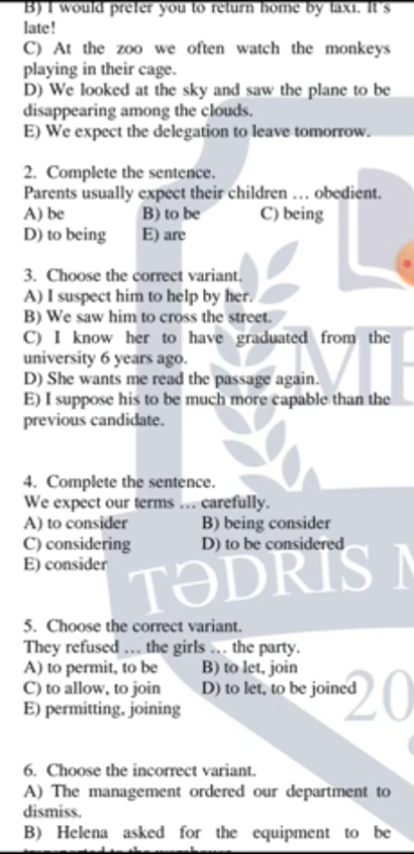 B) I would prefer you to return home by taxi. It's
late!
C) At the zoo we often watch the monkeys
playing in their cage.
D) We looked at the sky and saw the plane to be
disappearing among the clouds.
E) We expect the delegation to leave tomorrow.
2. Complete the sentence.
Parents usually expect their children … obedient.
A) be B) to be C) being
D) to being E) are
3. Choose the correct variant.
A) I suspect him to help by her.
B) We saw him to cross the street.
C) I know her to have graduated from the
university 6 years ago.
D) She wants me read the passage again.
E) I suppose his to be much more capable than the
previous candidate.
4. Complete the sentence.
We expect our terms … carefully.
A) to consider B) being consider
C) considering D) to be considered
E) consider
TƏDRİS
5. Choose the correct variant.
They refused … the girls … the party.
A) to permit, to be B) to let, join
C) to allow, to join D) to let, to be joined
E) permitting, joining
20
6. Choose the incorrect variant.
A) The management ordered our department to
dismiss.
B) Helena asked for the equipment to be